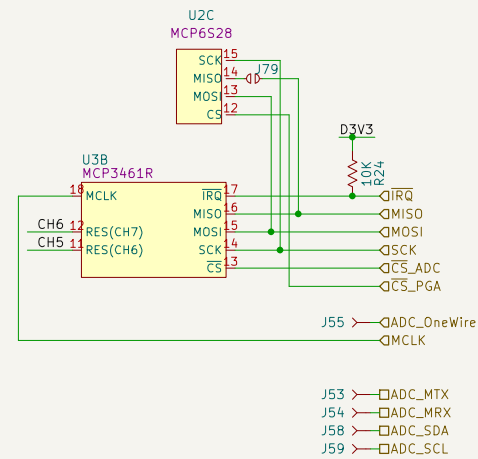 U2C
MCP6S28
SCK 15
MISO 14 J79
MOSI 13
CS 12
D3V3
10K
R24
U3B
MCP3461R
18 MCLK IRQ 17 IRQ
MISO 16 MISO
CH6 12 RES(CH7) MOSI 15 MOSI
CH5 11 RES(CH6) SCK 14 SCK
CS 13 CS_ADC
CS_PGA
J55 ADC_OneWire
MCLK
J53 ADC_MTX
J54 ADC_MRX
J58 ADC_SDA
J59 ADC_SCL